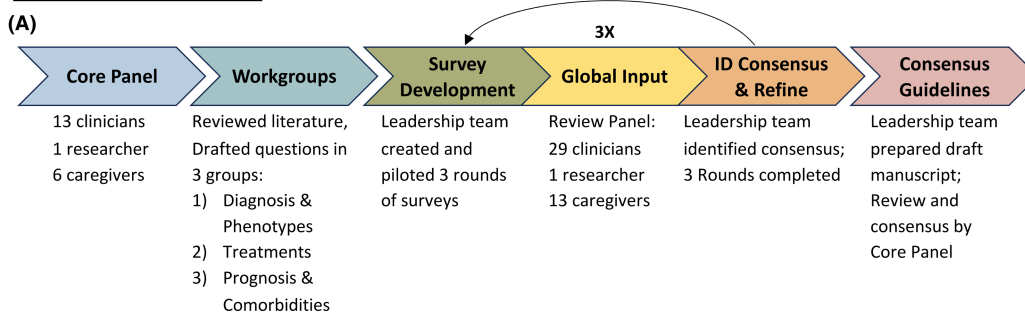 (A)
3X
Core Panel
Workgroups
Survey
Development
Global Input
ID Consensus
& Refine
Consensus
Guidelines
13 clinicians
1 researcher
6 caregivers
Reviewed literature,
Drafted questions in
3 groups:
1) Diagnosis &
Phenotypes
2) Treatments
3) Prognosis &
Comorbidities
Leadership team
created and
piloted 3 rounds
of surveys
Review Panel:
29 clinicians
1 researcher
13 caregivers
Leadership team
identified consensus;
3 Rounds completed
Leadership team
prepared draft
manuscript;
Review and
consensus by
Core Panel